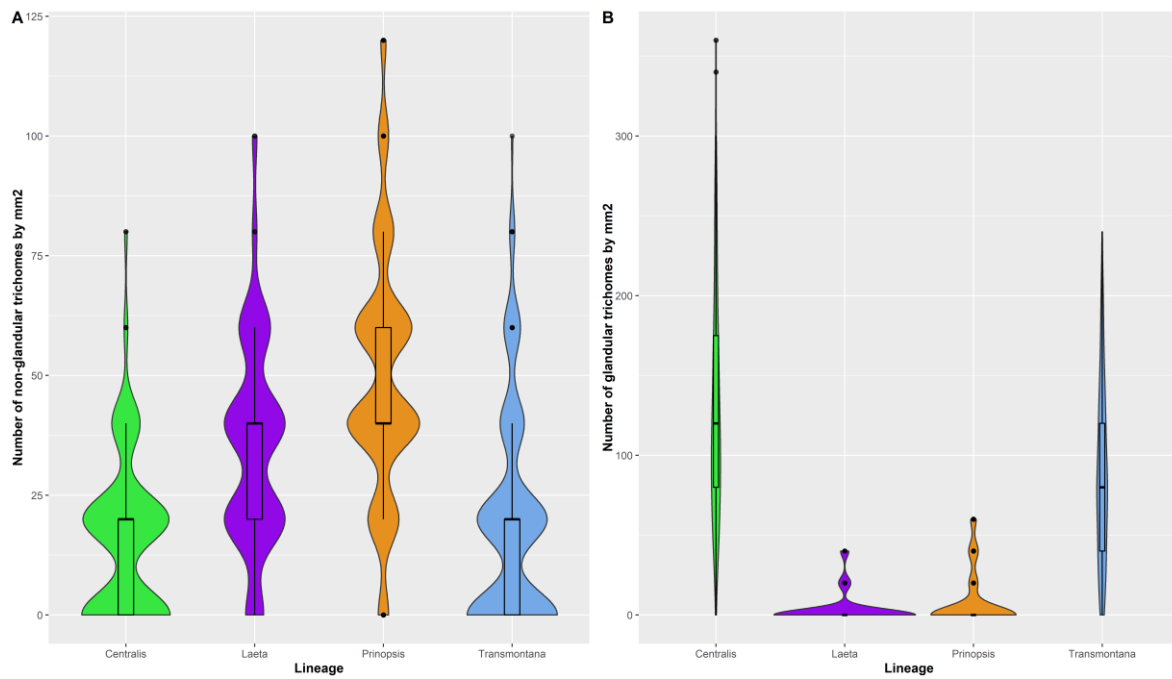 A
Number of non-glandular trichomes by mm2
125
100
75
50
25
0
Centralis
Laeta
Prinopsis
Transmontana
Lineage
B
Number of glandular trichomes by mm2
300
200
100
0
Centralis
Laeta
Prinopsis
Transmontana
Lineage